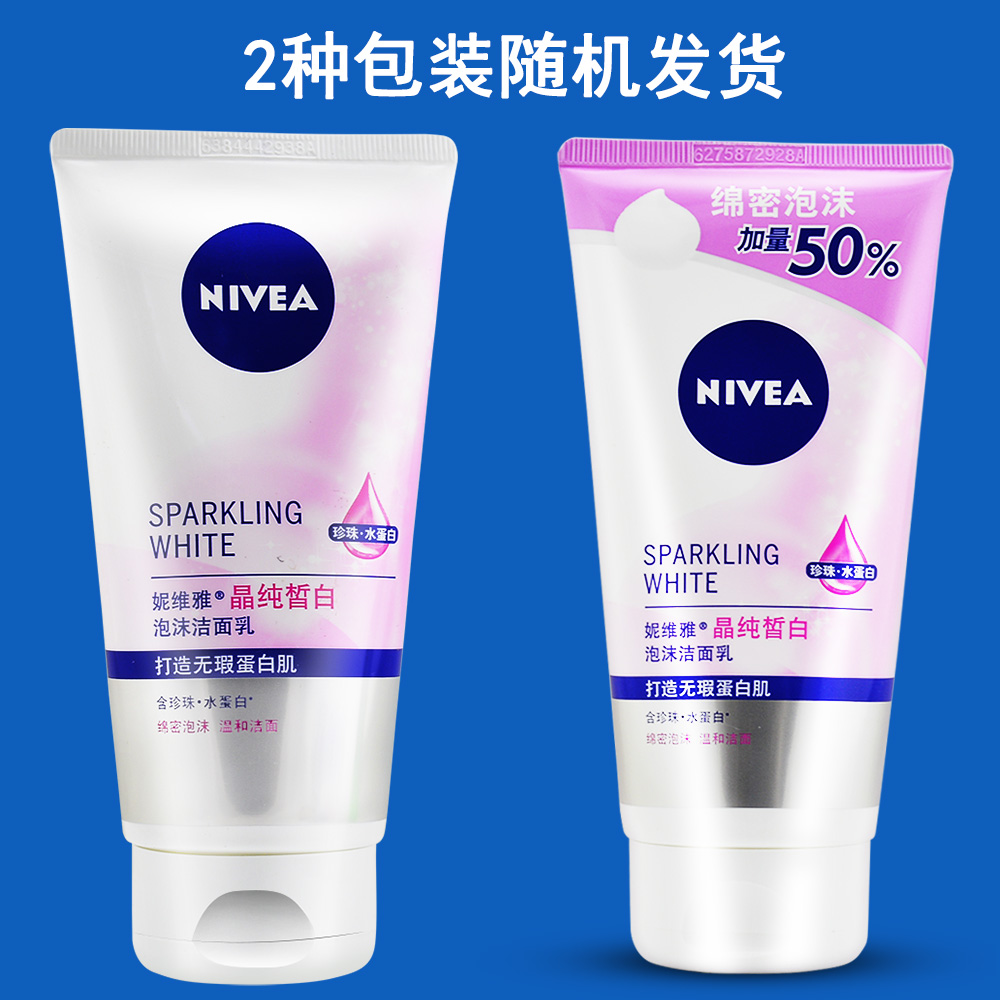 2种包装随机发货
6384442938A
NIVEA
SPARKLING
WHITE
珍珠·水蛋白
妮维雅®晶纯皙白
泡沫洁面乳
打造无瑕蛋白肌
含珍珠·水蛋白*
绵密泡沫 温和洁面
6275872928A
绵密泡沫
加量50%
NIVEA
SPARKLING
WHITE
珍珠·水蛋白
妮维雅®晶纯皙白
泡沫洁面乳
打造无瑕蛋白肌
含珍珠·水蛋白*
绵密泡沫 温和洁面